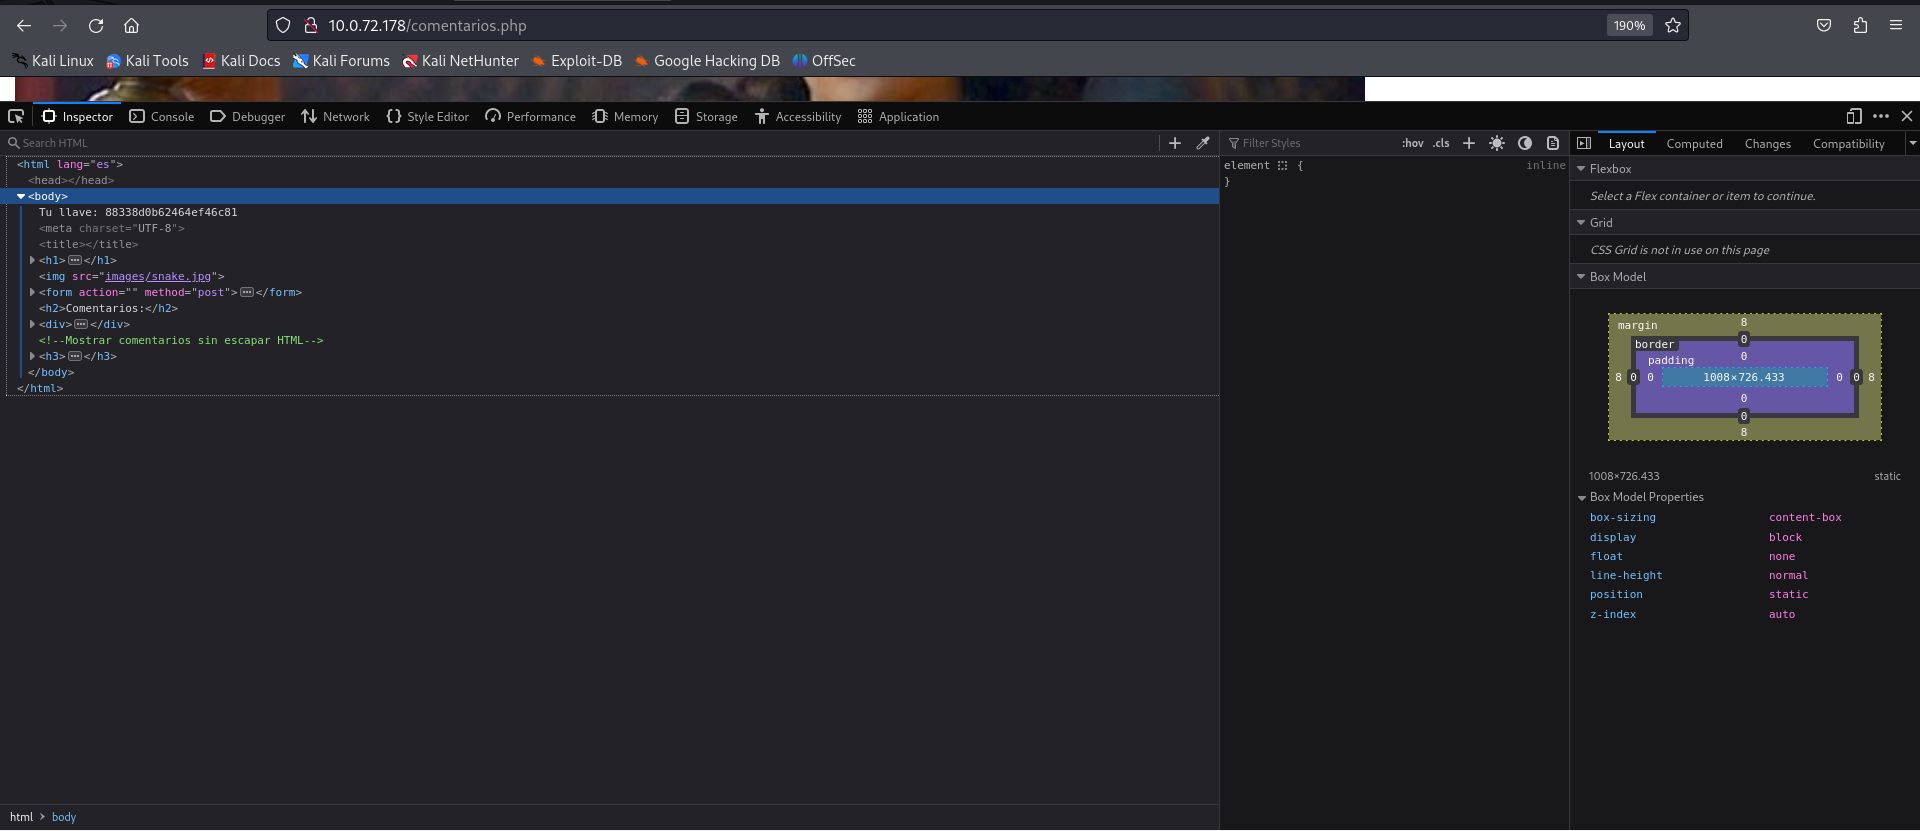 10.0.72.178/comentarios.php 190%
Kali Linux Kali Tools Kali Docs Kali Forums Kali NetHunter Exploit-DB Google Hacking DB OffSec
Inspector Console Debugger Network Style Editor Performance Memory Storage Accessibility Application
Search HTML
<html lang="es">
<head></head>
<body>
Tu llave: 88338d0b62464ef46c81
<meta charset="UTF-8">
<title></title>
<h1>•••</h1>
<img src="images/snake.jpg">
<form action="" method="post">•••</form>
<h2>Comentarios:</h2>
<div>•••</div>
<!--Mostrar comentarios sin escapar HTML-->
<h3>•••</h3>
</body>
</html>
html > body
Filter Styles :hov .cls
element { inline
}
Layout Computed Changes Compatibility
Flexbox
Select a Flex container or item to continue.
Grid
CSS Grid is not in use on this page
Box Model
margin 8
border 0
padding 0
8 0 0 1008×726.433 0 0 8
0
0
8
1008×726.433 static
Box Model Properties
box-sizing content-box
display block
float none
line-height normal
position static
z-index auto